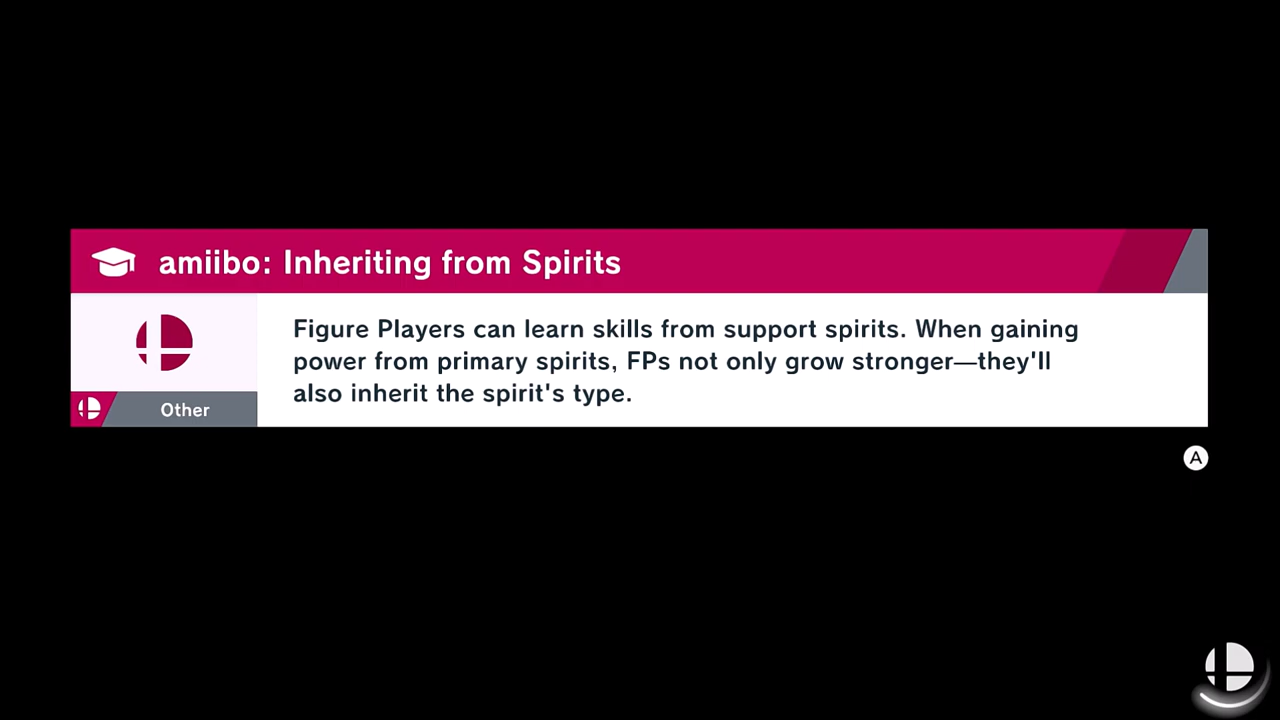 amiibo: Inheriting from Spirits
Figure Players can learn skills from support spirits. When gaining
power from primary spirits, FPs not only grow stronger—they'll
also inherit the spirit's type.
Other
A